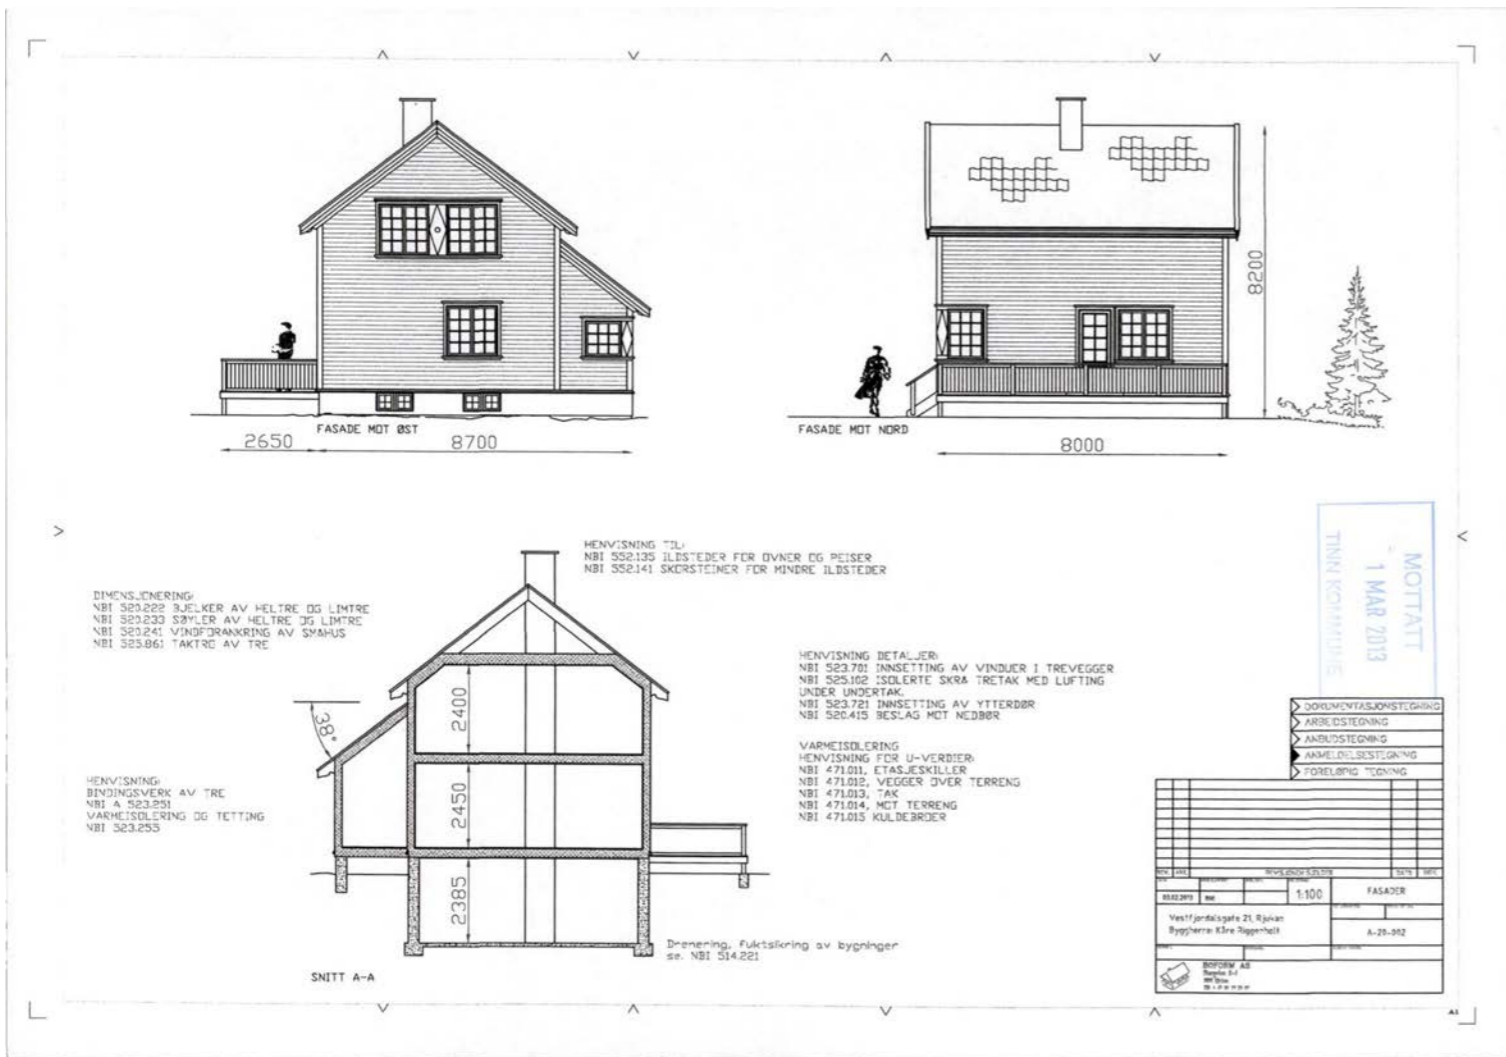 FASADE MOT ØST
2650
8700
FASADE MOT NORD
8000
8200
HENVISNING TIL:
NBI 552.135 ILDSTEDER FOR OVNER OG PEISER
NBI 552.141 SKORSTEINER FOR MINDRE ILDSTEDER
DIMENSJONERING:
NBI 520.222 BJELKER AV HELTRE OG LIMTRE
NBI 520.233 SØYLER AV HELTRE OG LIMTRE
NBI 520.241 VINDFORANKRING AV SMÅHUS
NBI 525.861 TAKTRO AV TRE
38°
2400
2450
2385
HENVISNING:
BINDINGSVERK AV TRE
NBI A 523.251
VARMEISOLERING OG TETTING
NBI 523.255
SNITT A-A
Drenering, fuktsikring av bygninger
se. NBI 514.221
HENVISNING DETALJER:
NBI 523.701 INNSETTING AV VINDUER I TREVEGGER
NBI 525.102 ISOLERTE SKRÅ TRETAK MED LUFTING
UNDER UNDERTAK.
NBI 523.721 INNSETTING AV YTTERDØR
NBI 520.415 BESLAG MOT NEDBØR
VARMEISOLERING
HENVISNING FOR U-VERDIER:
NBI 471.011, ETASJESKILLER
NBI 471.012, VEGGER OVER TERRENG
NBI 471.013, TAK
NBI 471.014, MOT TERRENG
NBI 471.015 KULDEBROER
MOTTATT
1 MAR 2013
TINN KOMMUNE
DOKUMENTASJONSTEGNING
ARBEIDSTEGNING
ANBUDSTEGNING
ANMELDELSESTEGNING
FORELØPIG TEGNING
1:100
FASADER
Vestfjordalsgate 21, Rjukan
Byggherre: Kåre Riggenholt
A-20-002
BOFORM AS
A3